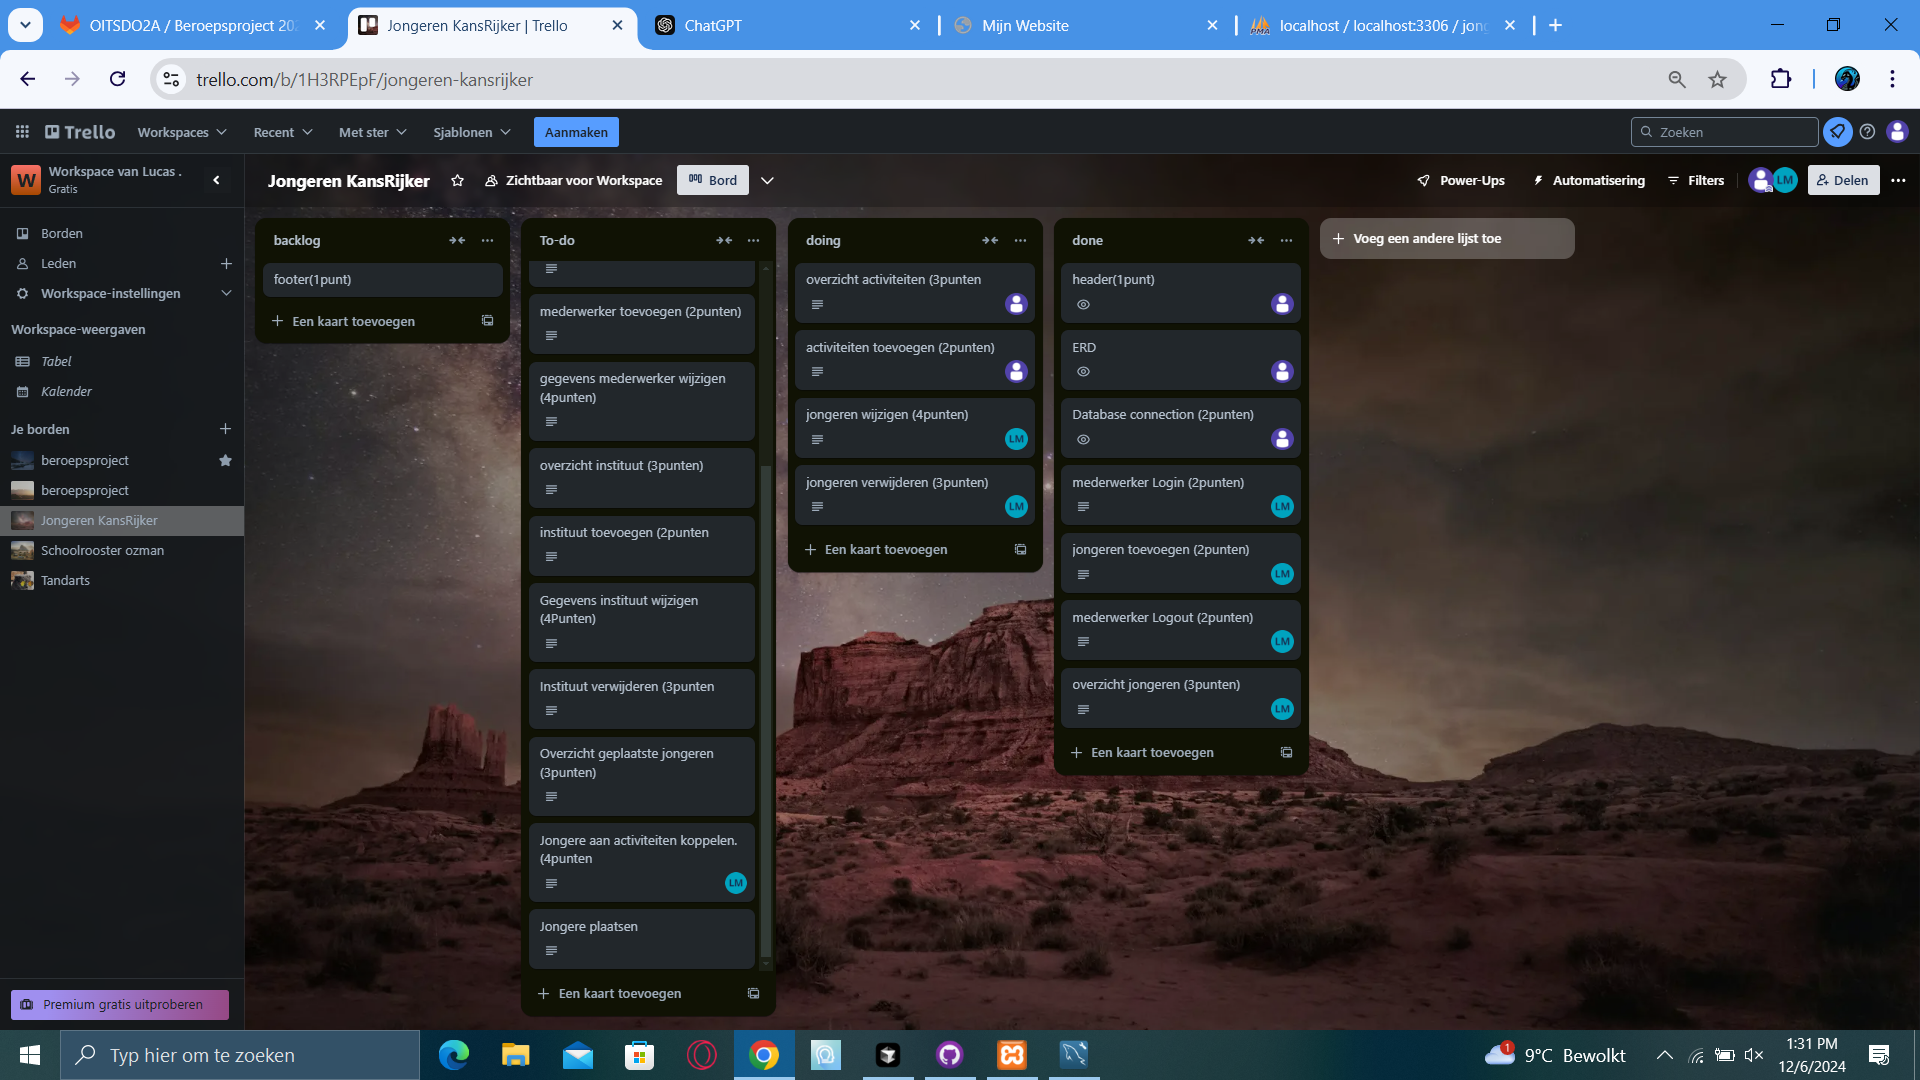 OITSDO2A / Beroepsproject 202
Jongeren KansRijker | Trello
ChatGPT
Mijn Website
localhost / localhost:3306 / jong
trello.com/b/1H3RPEpF/jongeren-kansrijker
Trello
Workspaces
Recent
Met ster
Sjablonen
Aanmaken
Zoeken
W
Workspace van Lucas .
Gratis
Jongeren KansRijker
Zichtbaar voor Workspace
Bord
Power-Ups
Automatisering
Filters
LM
Delen
Borden
Leden
Workspace-instellingen
Workspace-weergaven
Tabel
Kalender
Je borden
beroepsproject
beroepsproject
Jongeren KansRijker
Schoolrooster ozman
Tandarts
Premium gratis uitproberen
backlog
footer(1punt)
Een kaart toevoegen
To-do
mederwerker toevoegen (2punten)
gegevens mederwerker wijzigen
(4punten)
overzicht instituut (3punten)
instituut toevoegen (2punten
Gegevens instituut wijzigen
(4Punten)
Instituut verwijderen (3punten
Overzicht geplaatste jongeren
(3punten)
Jongere aan activiteiten koppelen.
(4punten
LM
Jongere plaatsen
Een kaart toevoegen
doing
overzicht activiteiten (3punten
activiteiten toevoegen (2punten)
jongeren wijzigen (4punten)
LM
jongeren verwijderen (3punten)
LM
Een kaart toevoegen
done
header(1punt)
ERD
Database connection (2punten)
mederwerker Login (2punten)
LM
jongeren toevoegen (2punten)
LM
mederwerker Logout (2punten)
LM
overzicht jongeren (3punten)
LM
Een kaart toevoegen
Voeg een andere lijst toe
Typ hier om te zoeken
1
9°C Bewolkt
1:31 PM
12/6/2024